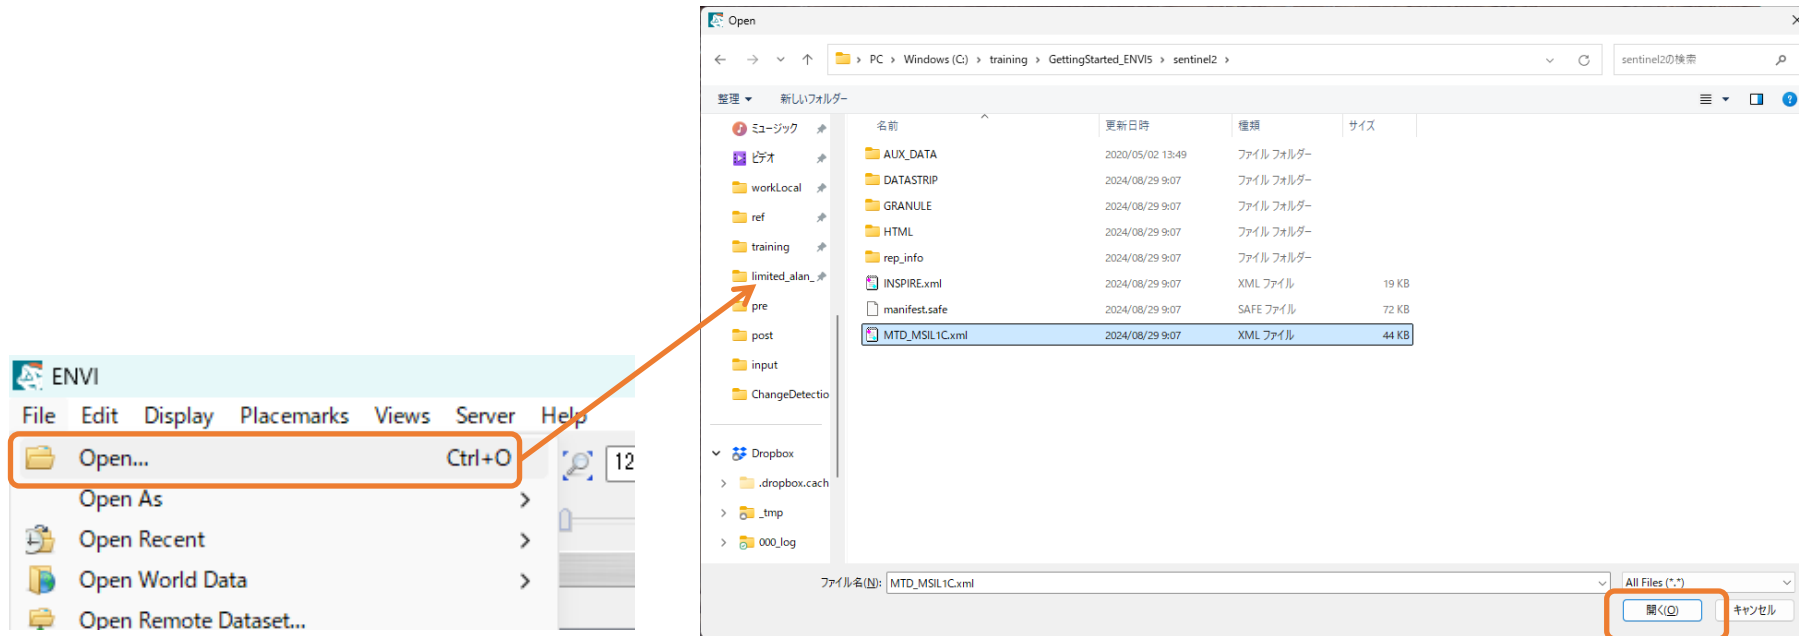 ENVI
File Edit Display Placemarks Views Server Help
Open... Ctrl+O
12
Open As
Open Recent
Open World Data
Open Remote Dataset...
Open
PC › Windows (C:) › training › GettingStarted_ENVI5 › sentinel2 ›
sentinel2の検索
整理 新しいフォルダー
ミュージック
ビデオ
workLocal
ref
training
limited_alan_
pre
post
input
ChangeDetectio
Dropbox
.dropbox.cach
_tmp
000_log
名前 更新日時 種類 サイズ
AUX_DATA 2020/05/02 13:49 ファイル フォルダー
DATASTRIP 2024/08/29 9:07 ファイル フォルダー
GRANULE 2024/08/29 9:07 ファイル フォルダー
HTML 2024/08/29 9:07 ファイル フォルダー
rep_info 2024/08/29 9:07 ファイル フォルダー
INSPIRE.xml 2024/08/29 9:07 XML ファイル 19 KB
manifest.safe 2024/08/29 9:07 SAFE ファイル 72 KB
MTD_MSIL1C.xml 2024/08/29 9:07 XML ファイル 44 KB
ファイル名(N): MTD_MSIL1C.xml All Files (*.*)
開く(O) キャンセル